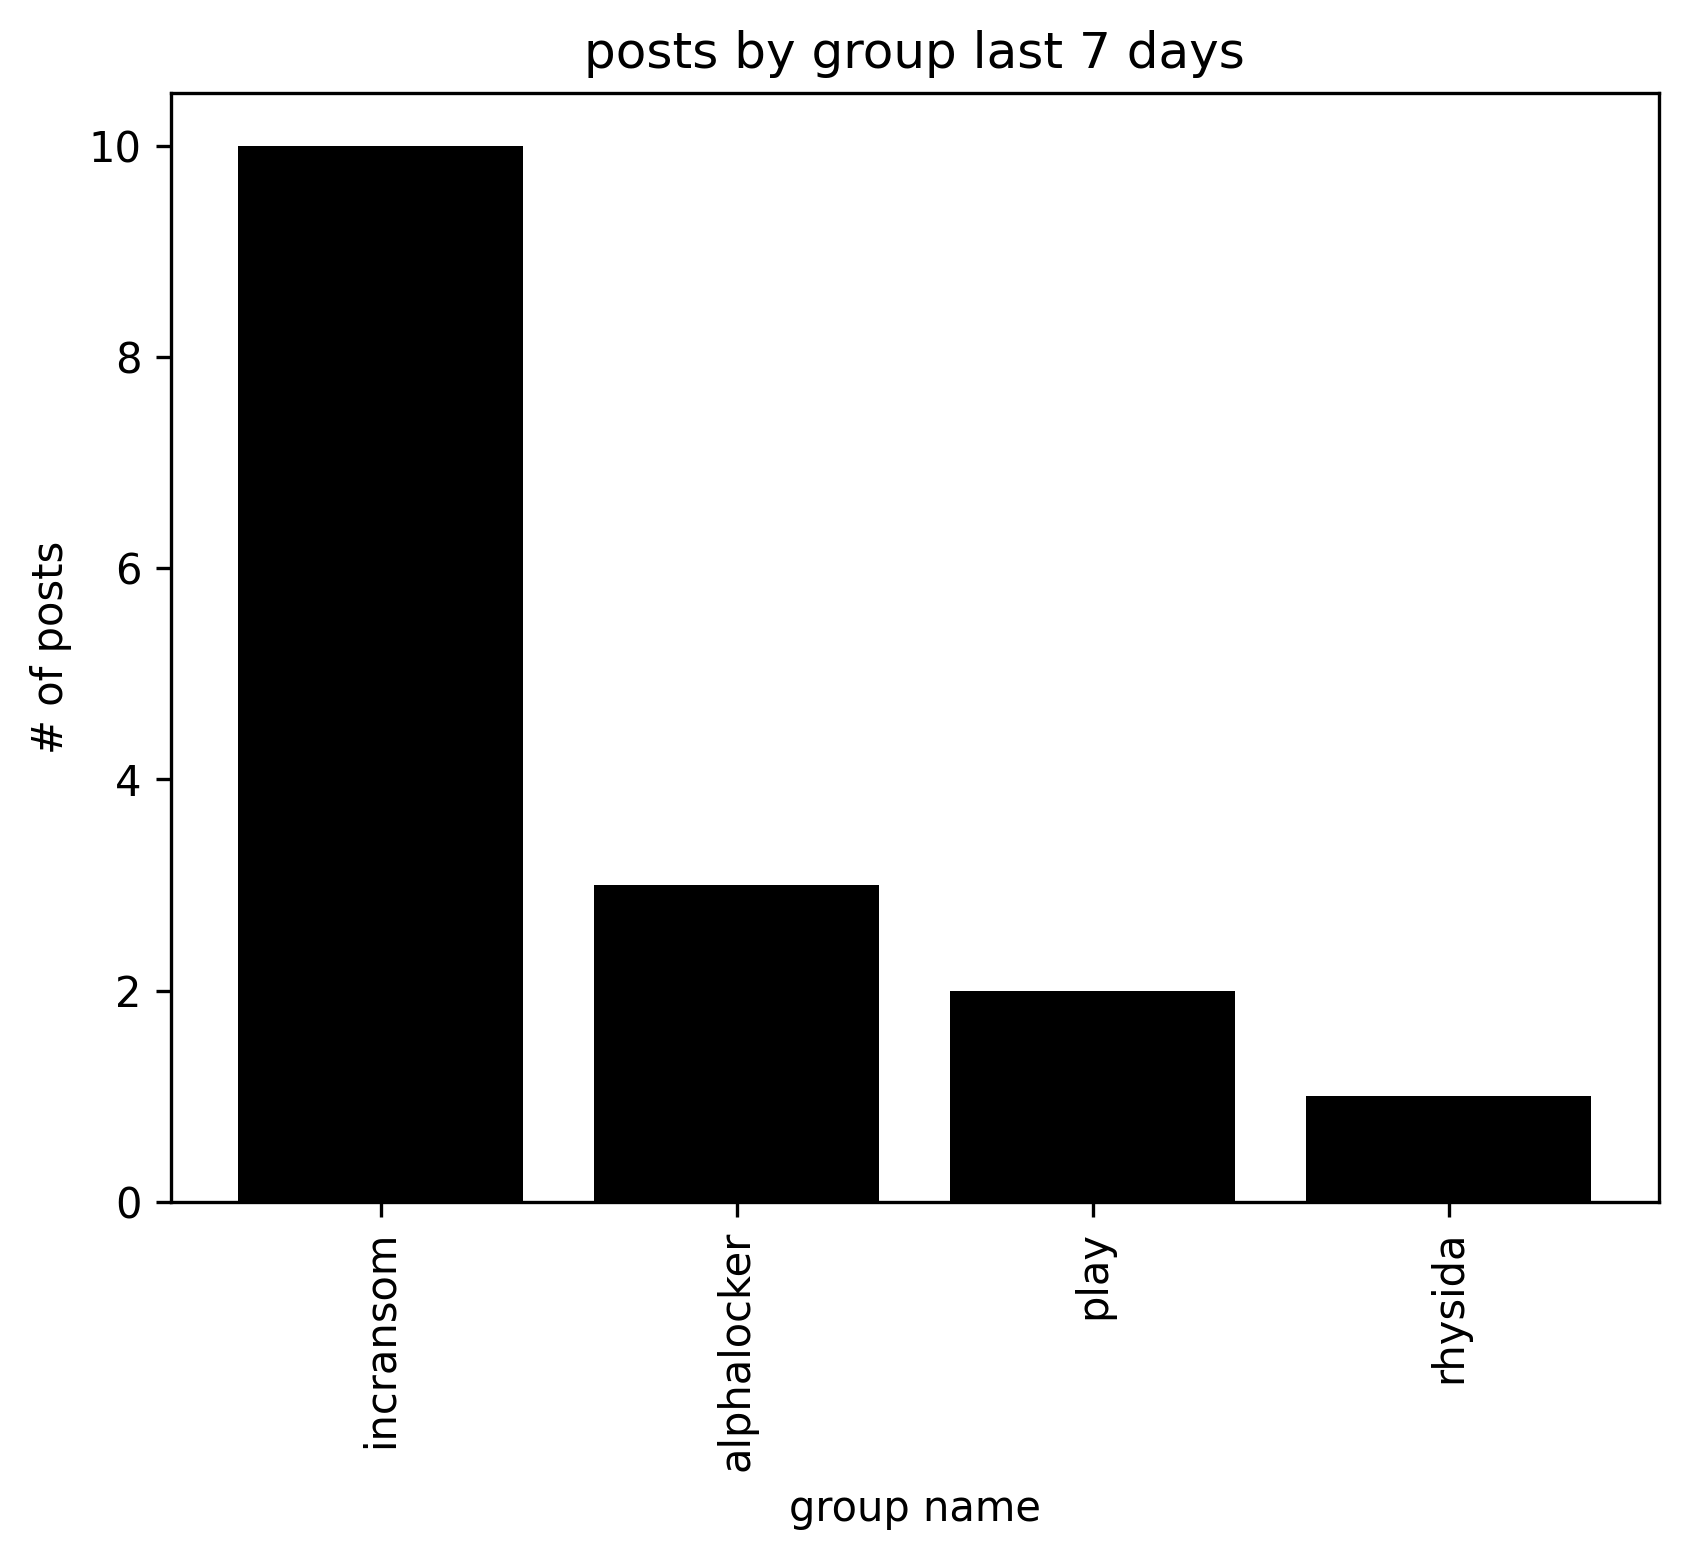 posts by group last 7 days
10
8
6
4
2
0
# of posts
incransom
alphalocker
play
rhysida
group name